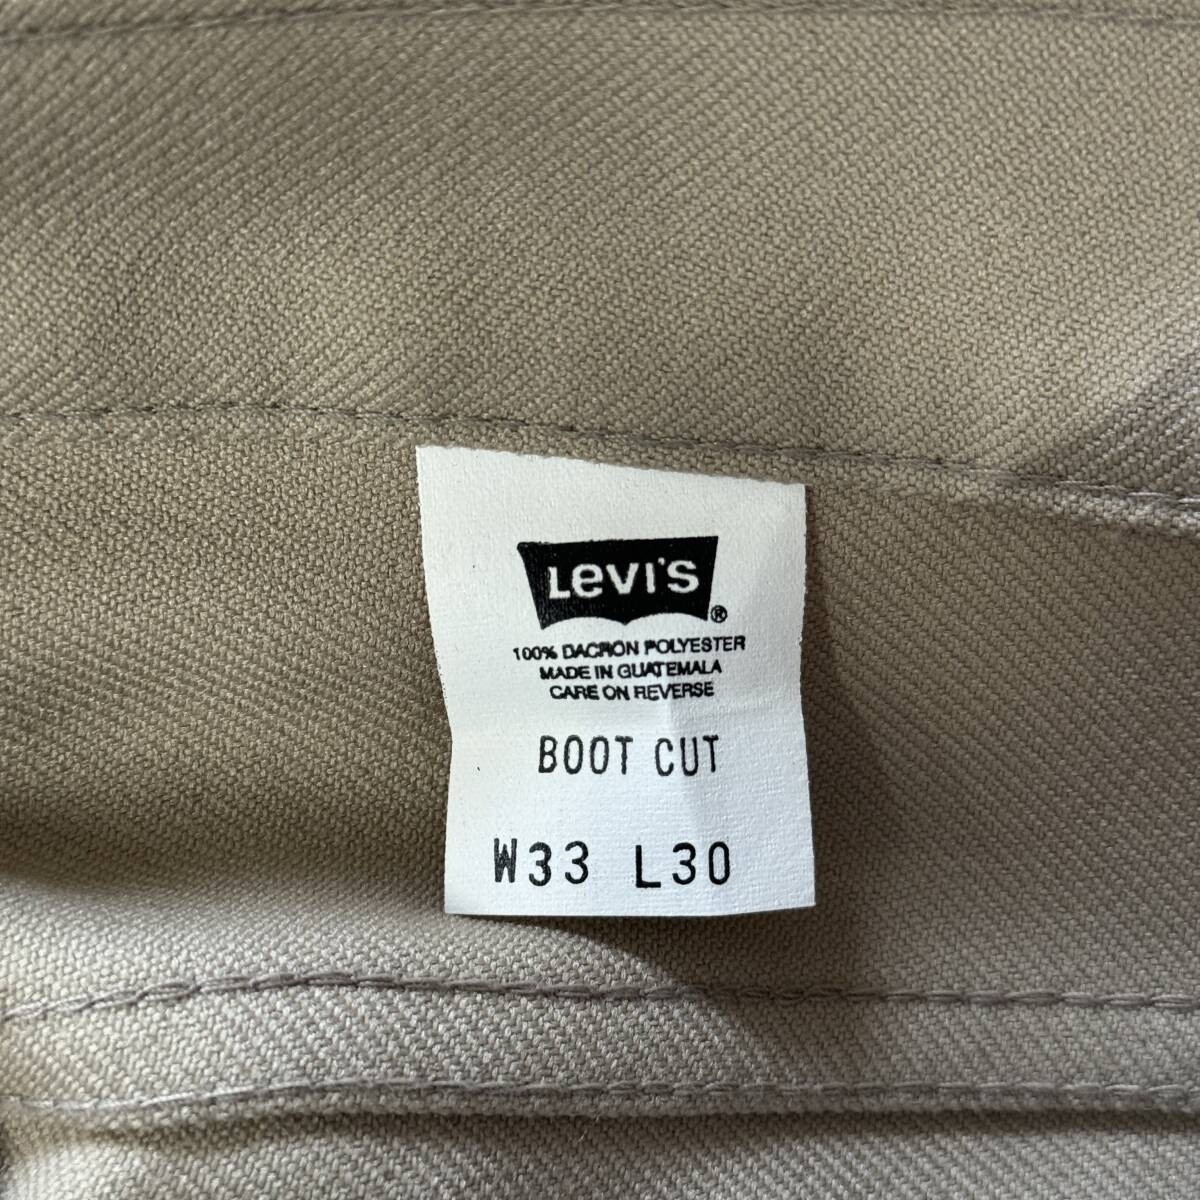 Levi's®
100% DACRON POLYESTER
MADE IN GUATEMALA
CARE ON REVERSE
BOOT CUT
W33 L30